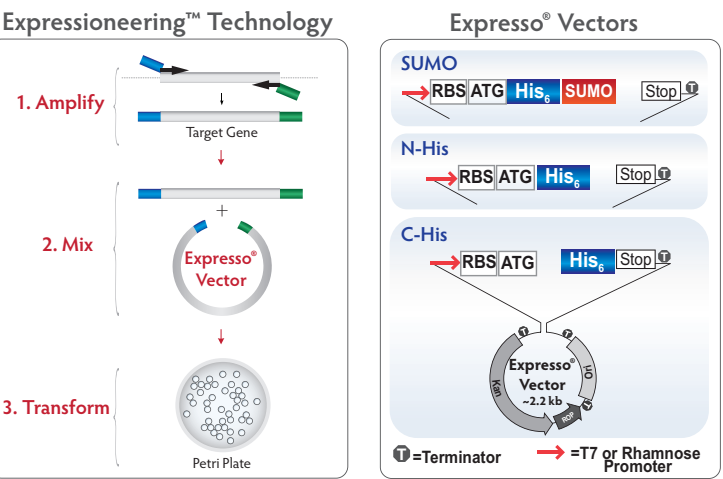 Expressioneering™ Technology
1. Amplify
Target Gene
2. Mix
+
Expresso®
Vector
3. Transform
Petri Plate
Expresso® Vectors
SUMO
RBS ATG His6 SUMO Stop T
N-His
RBS ATG His6 Stop T
C-His
RBS ATG His6 Stop T
T T
Expresso®
Vector
~2.2 kb
Kan
Ori
ROP
T
T =Terminator
=T7 or Rhamnose
Promoter